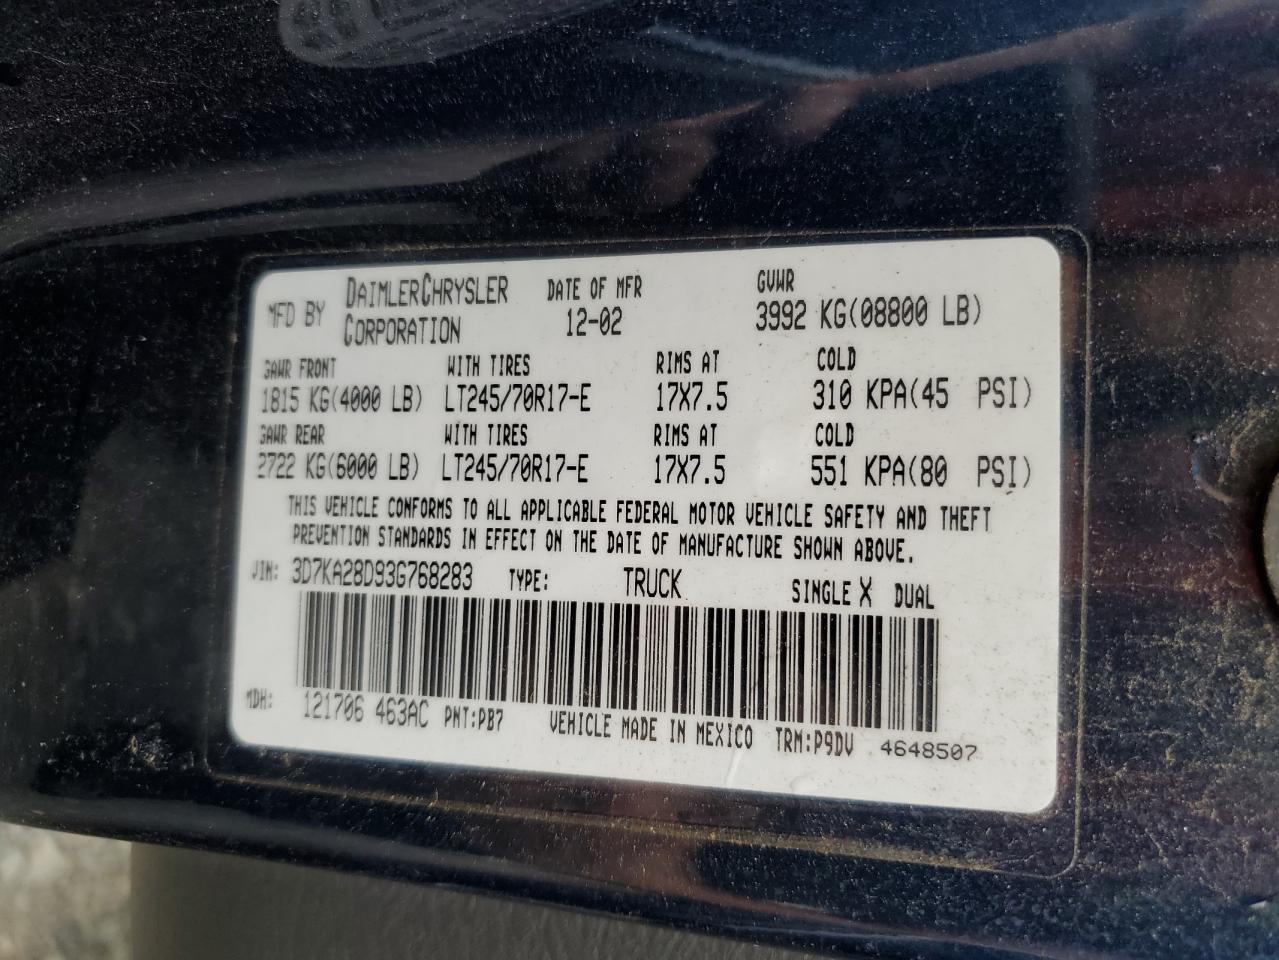 MFD BY DAIMLERCHRYSLER CORPORATION DATE OF MFR 12-02 GVWR 3992 KG(08800 LB)
GAWR FRONT WITH TIRES RIMS AT COLD
1815 KG(4000 LB) LT245/70R17-E 17X7.5 310 KPA(45 PSI)
GAWR REAR WITH TIRES RIMS AT COLD
2722 KG(6000 LB) LT245/70R17-E 17X7.5 551 KPA(80 PSI)
THIS VEHICLE CONFORMS TO ALL APPLICABLE FEDERAL MOTOR VEHICLE SAFETY AND THEFT
PREVENTION STANDARDS IN EFFECT ON THE DATE OF MANUFACTURE SHOWN ABOVE.
VIN: 3D7KA28D93G768283 TYPE: TRUCK SINGLE X DUAL
MDH: 121706 463AC PNT:PB7 VEHICLE MADE IN MEXICO TRM:P9DV 4648507